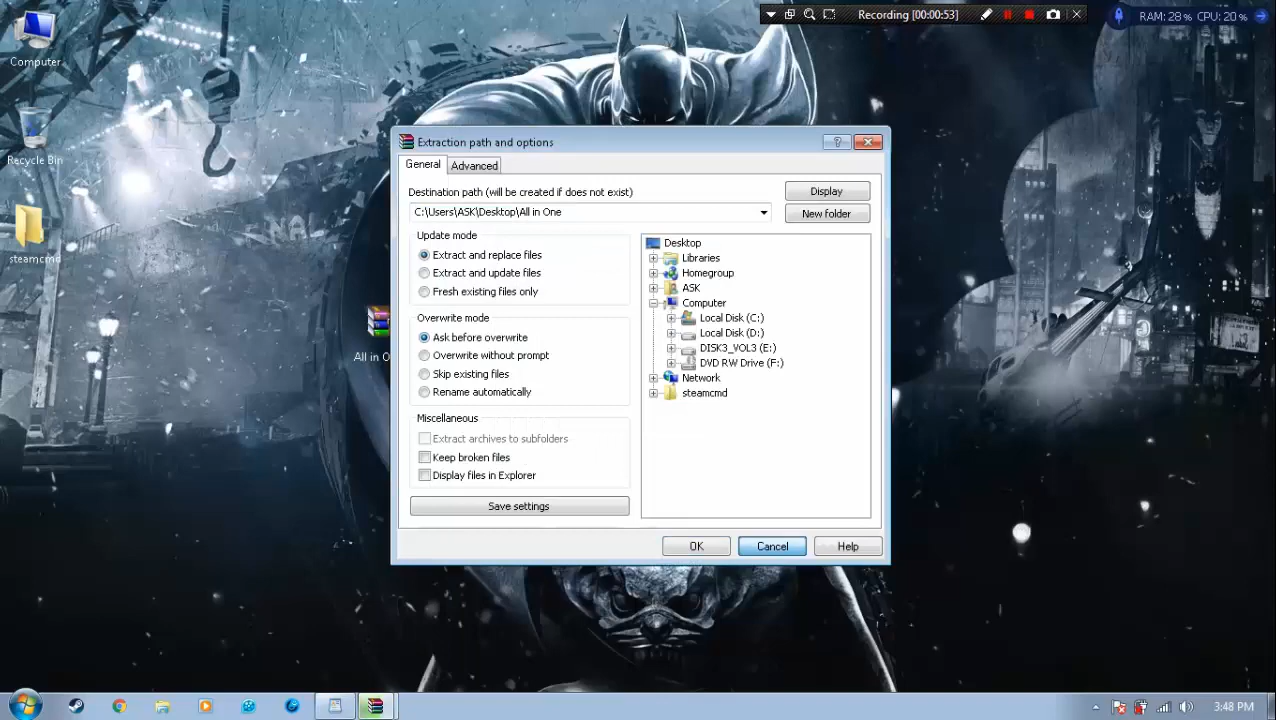 Recording [00:00:53]
RAM: 28 % CPU: 20 %
Computer
Recycle Bin
steamcmd
All in O
Extraction path and options
General
Advanced
Destination path (will be created if does not exist)
Display
C:\Users\ASK\Desktop\All in One
New folder
Update mode
Extract and replace files
Extract and update files
Fresh existing files only
Overwrite mode
Ask before overwrite
Overwrite without prompt
Skip existing files
Rename automatically
Miscellaneous
Extract archives to subfolders
Keep broken files
Display files in Explorer
Save settings
Desktop
Libraries
Homegroup
ASK
Computer
Local Disk (C:)
Local Disk (D:)
DISK3_VOL3 (E:)
DVD RW Drive (F:)
Network
steamcmd
OK
Cancel
Help
3:48 PM